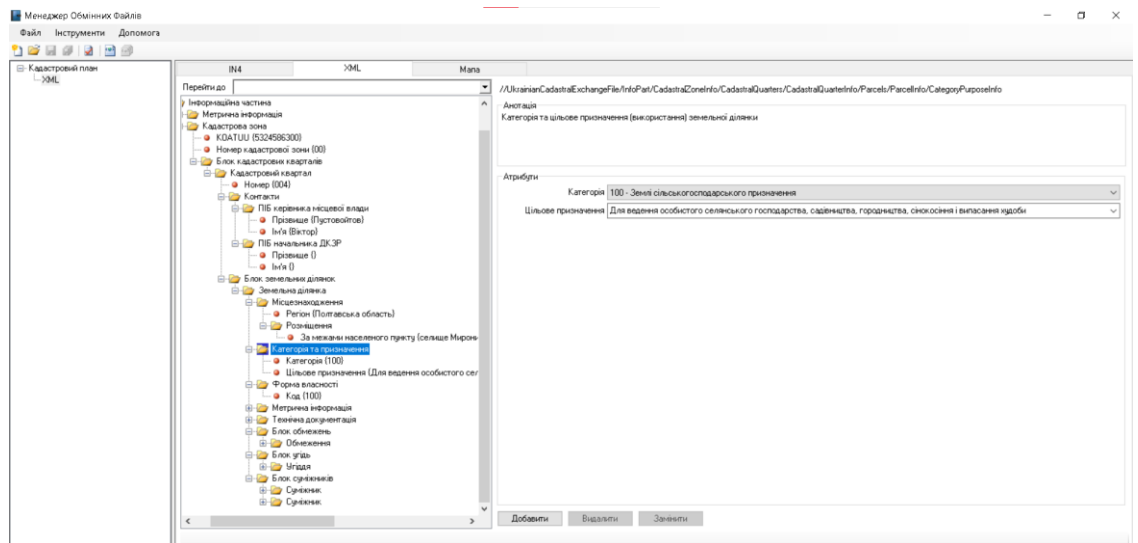 Менеджер Обмінних Файлів
Файл Інструменти Допомога
Кадастровий план
XML
IN4 XML Мапа
Перейти до
//UkrainianCadastralExchangeFile/InfoPart/CadastralZoneInfo/CadastralQuarters/CadastralQuarterInfo/Parcels/ParcelInfo/CategoryPurposeInfo
Інформаційна частина
Метрична інформація
Кадастрова зона
KOATUU (5324586300)
Номер кадастрової зони (00)
Блок кадастрових кварталів
Кадастровий квартал
Номер (004)
Контакти
ПІБ керівника місцевої влади
Прізвище (Пустовойтов)
Ім'я (Віктор)
ПІБ начальника ДКЗР
Прізвище ()
Ім'я ()
Блок земельних ділянок
Земельна ділянка
Місцезнаходження
Регіон (Полтавська область)
Розміщення
За межами населеного пункту (селище Мирон
Категорія та призначення
Категорія (100)
Цільове призначення (Для ведення особистого сел
Форма власності
Код (100)
Метрична інформація
Технічна документація
Блок обмежень
Обмеження
Блок угідь
Угіддя
Блок суміжників
Суміжник
Суміжник
Анотація
Категорія та цільове призначення (використання) земельної ділянки
Атрибути
Категорія 100 - Землі сільськогосподарського призначення
Цільове призначення Для ведення особистого селянського господарства, садівництва, городництва, сінокосіння і випасання худоби
Добавити Видалити Замінити